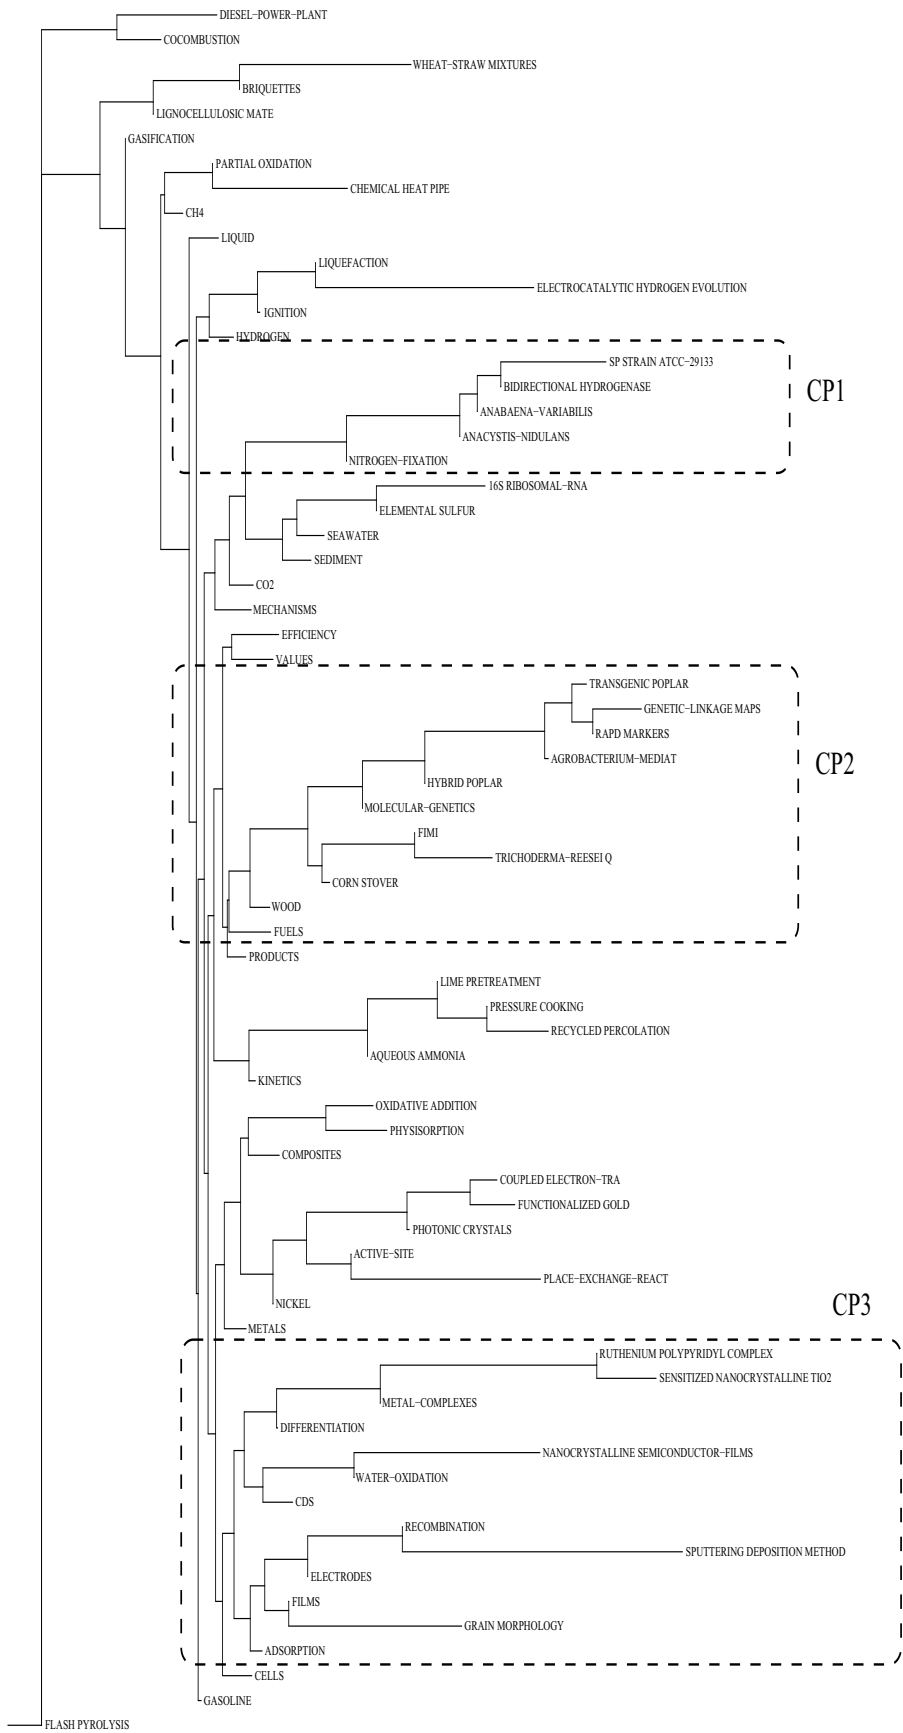 DIESEL−POWER−PLANT
COCOMBUSTION
WHEAT−STRAW MIXTURES
BRIQUETTES
LIGNOCELLULOSIC MATE
GASIFICATION
PARTIAL OXIDATION
CHEMICAL HEAT PIPE
CH4
LIQUID
LIQUEFACTION
ELECTROCATALYTIC HYDROGEN EVOLUTION
IGNITION
HYDROGEN
SP STRAIN ATCC−29133
BIDIRECTIONAL HYDROGENASE
CP1
ANABAENA−VARIABILIS
ANACYSTIS−NIDULANS
NITROGEN−FIXATION
16S RIBOSOMAL−RNA
ELEMENTAL SULFUR
SEAWATER
SEDIMENT
CO2
MECHANISMS
EFFICIENCY
VALUES
TRANSGENIC POPLAR
GENETIC−LINKAGE MAPS
RAPD MARKERS
AGROBACTERIUM−MEDIAT
CP2
HYBRID POPLAR
MOLECULAR−GENETICS
FIMI
TRICHODERMA−REESEI Q
CORN STOVER
WOOD
FUELS
PRODUCTS
LIME PRETREATMENT
PRESSURE COOKING
RECYCLED PERCOLATION
AQUEOUS AMMONIA
KINETICS
OXIDATIVE ADDITION
PHYSISORPTION
COMPOSITES
COUPLED ELECTRON−TRA
FUNCTIONALIZED GOLD
PHOTONIC CRYSTALS
ACTIVE−SITE
PLACE−EXCHANGE−REACT
NICKEL
CP3
METALS
RUTHENIUM POLYPYRIDYL COMPLEX
SENSITIZED NANOCRYSTALLINE TIO2
METAL−COMPLEXES
DIFFERENTIATION
NANOCRYSTALLINE SEMICONDUCTOR−FILMS
WATER−OXIDATION
CDS
RECOMBINATION
SPUTTERING DEPOSITION METHOD
ELECTRODES
FILMS
GRAIN MORPHOLOGY
ADSORPTION
CELLS
GASOLINE
FLASH PYROLYSIS